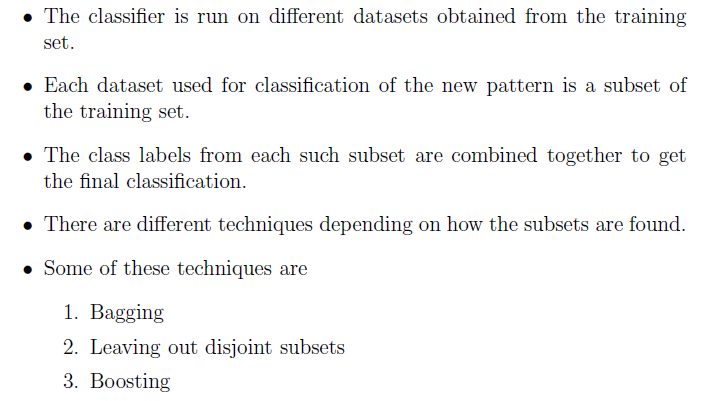 • The classifier is run on different datasets obtained from the training
set.
• Each dataset used for classification of the new pattern is a subset of
the training set.
• The class labels from each such subset are combined together to get
the final classification.
• There are different techniques depending on how the subsets are found.
• Some of these techniques are
1. Bagging
2. Leaving out disjoint subsets
3. Boosting